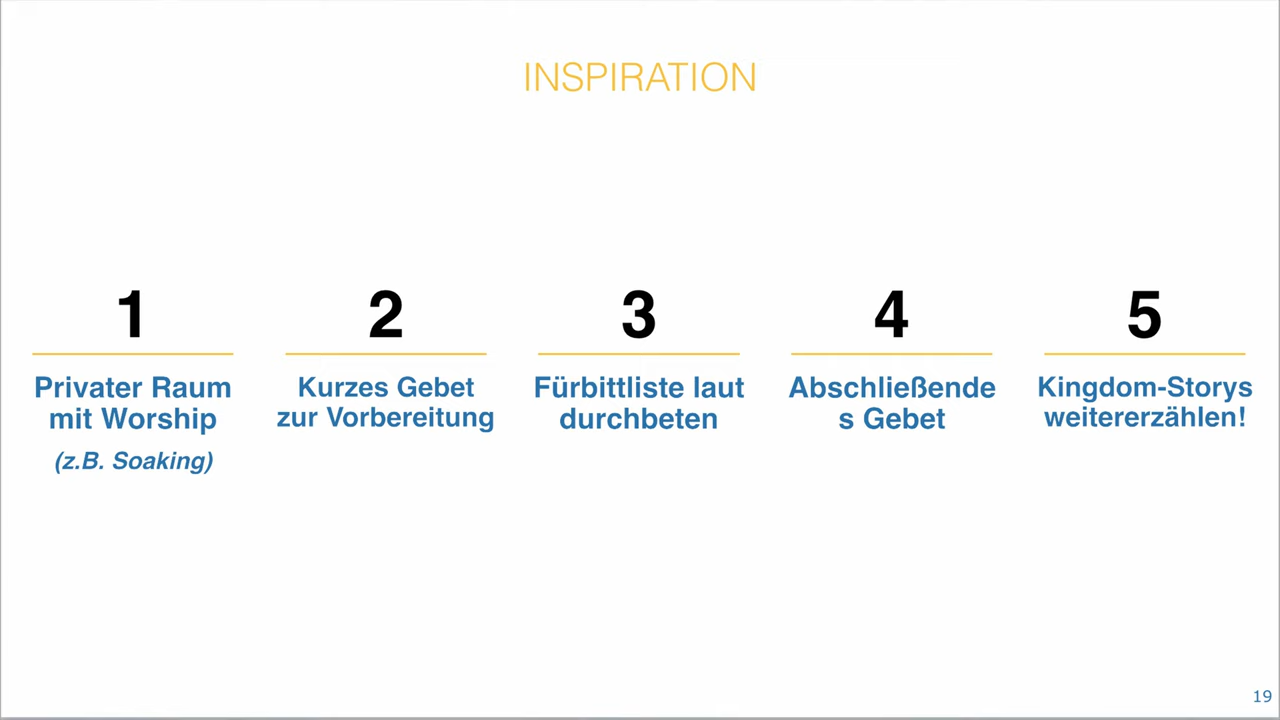 INSPIRATION
1
Privater Raum
mit Worship
(z.B. Soaking)
2
Kurzes Gebet
zur Vorbereitung
3
Fürbittliste laut
durchbeten
4
Abschließende
s Gebet
5
Kingdom-Storys
weitererzählen!
19